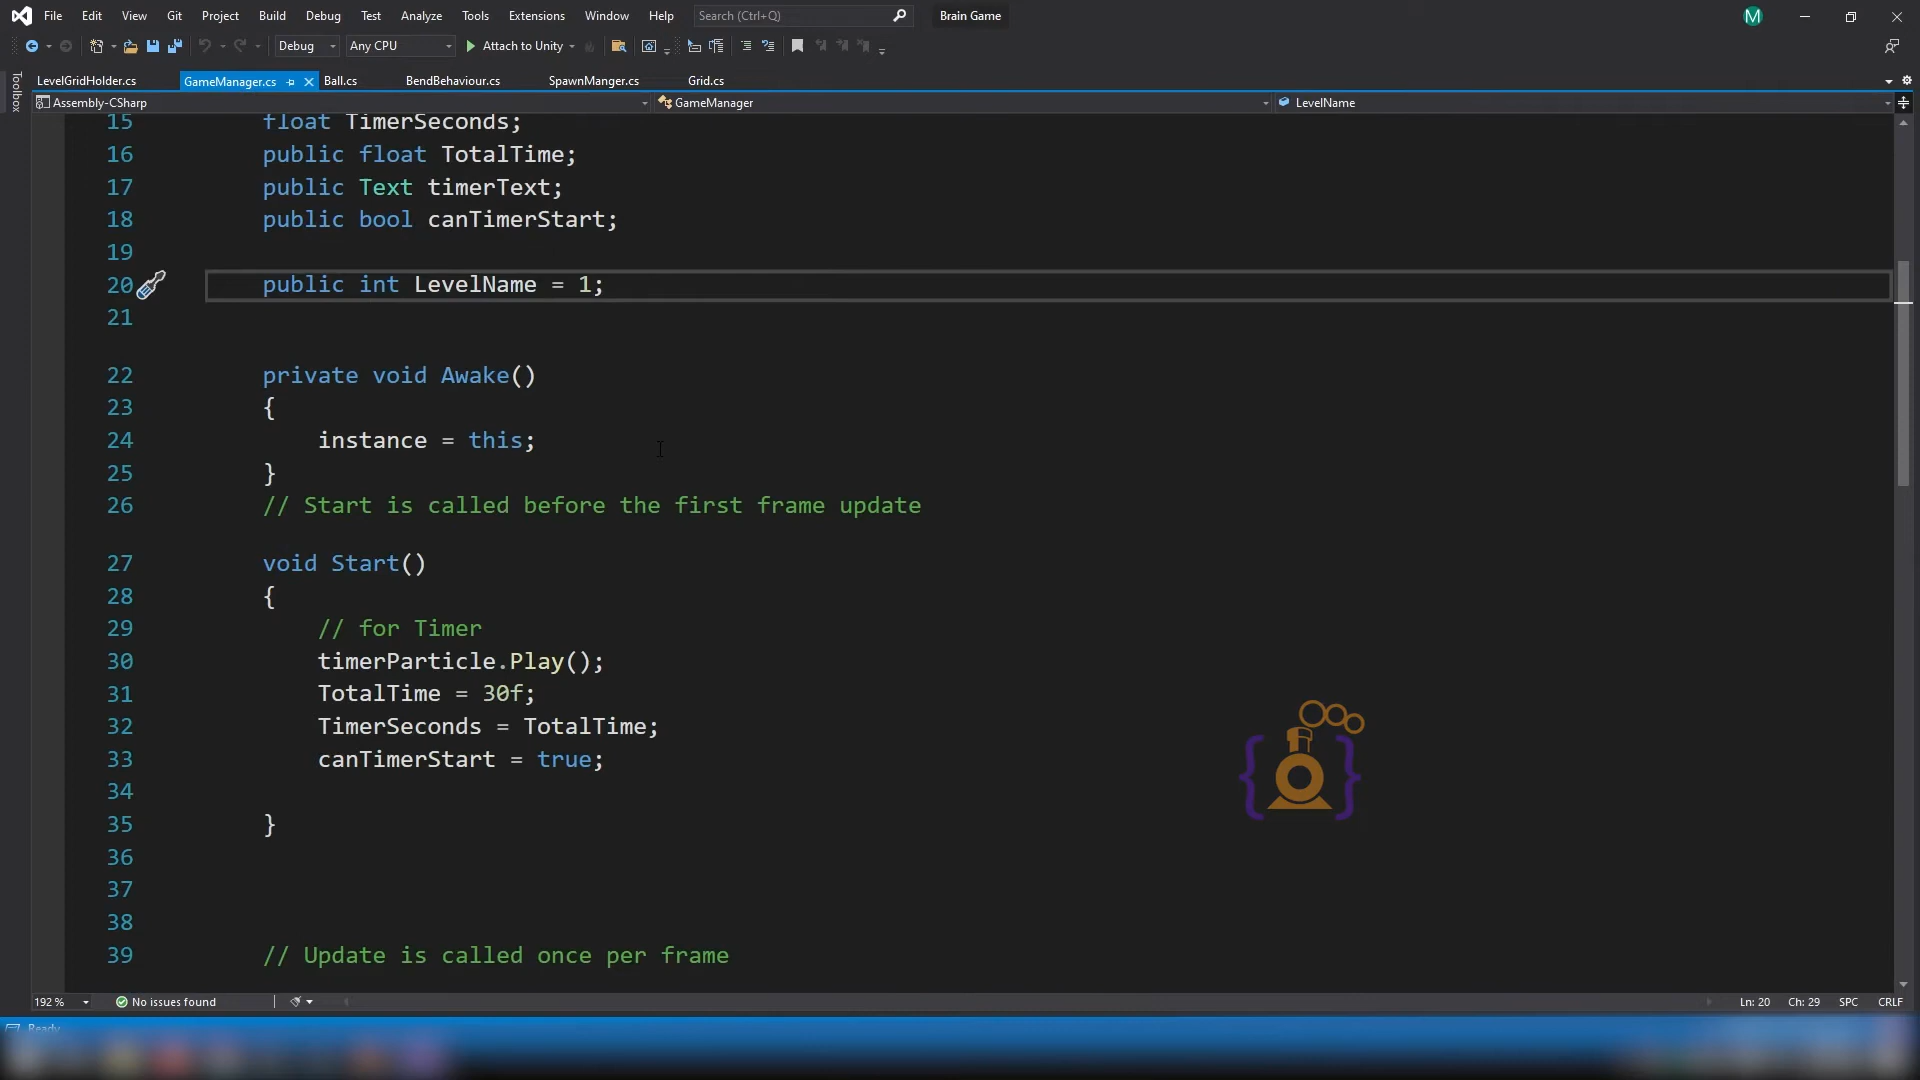 File Edit View Git Project Build Debug Test Analyze Tools Extensions Window Help Search (Ctrl+Q) Brain Game M
Debug Any CPU Attach to Unity
Toolbox
LevelGridHolder.cs GameManager.cs Ball.cs BendBehaviour.cs SpawnManger.cs Grid.cs
Assembly-CSharp GameManager LevelName
15 float TimerSeconds;
16 public float TotalTime;
17 public Text timerText;
18 public bool canTimerStart;
19
20 public int LevelName = 1;
21
22 private void Awake()
23 {
24 instance = this;
25 }
26 // Start is called before the first frame update
27 void Start()
28 {
29 // for Timer
30 timerParticle.Play();
31 TotalTime = 30f;
32 TimerSeconds = TotalTime;
33 canTimerStart = true;
34
35 }
36
37
38
39 // Update is called once per frame
192 % No issues found Ln: 20 Ch: 29 SPC CRLF
Ready